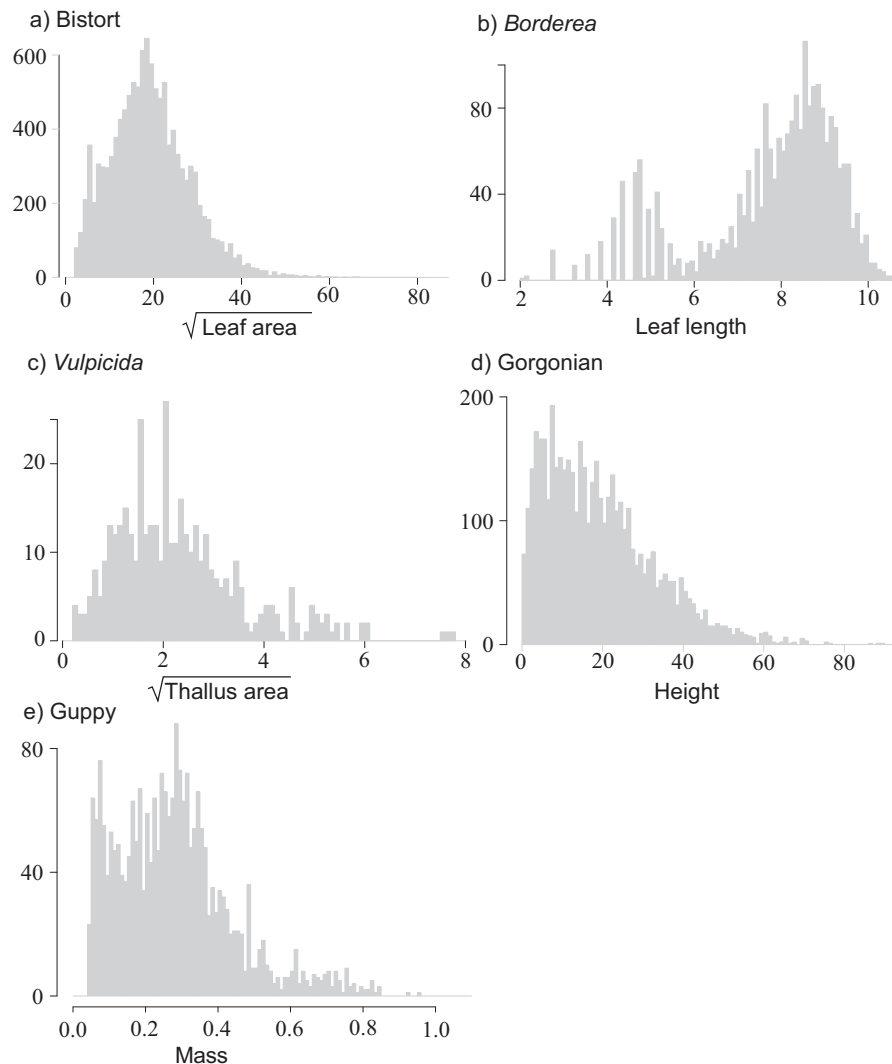 a) Bistort
600
400
200
0
0 20 40 60 80
√Leaf area
b) Borderea
80
40
0
2 4 6 8 10
Leaf length
c) Vulpicida
20
10
0
0 2 4 6 8
√Thallus area
d) Gorgonian
200
100
0
0 20 40 60 80
Height
e) Guppy
80
40
0
0.0 0.2 0.4 0.6 0.8 1.0
Mass